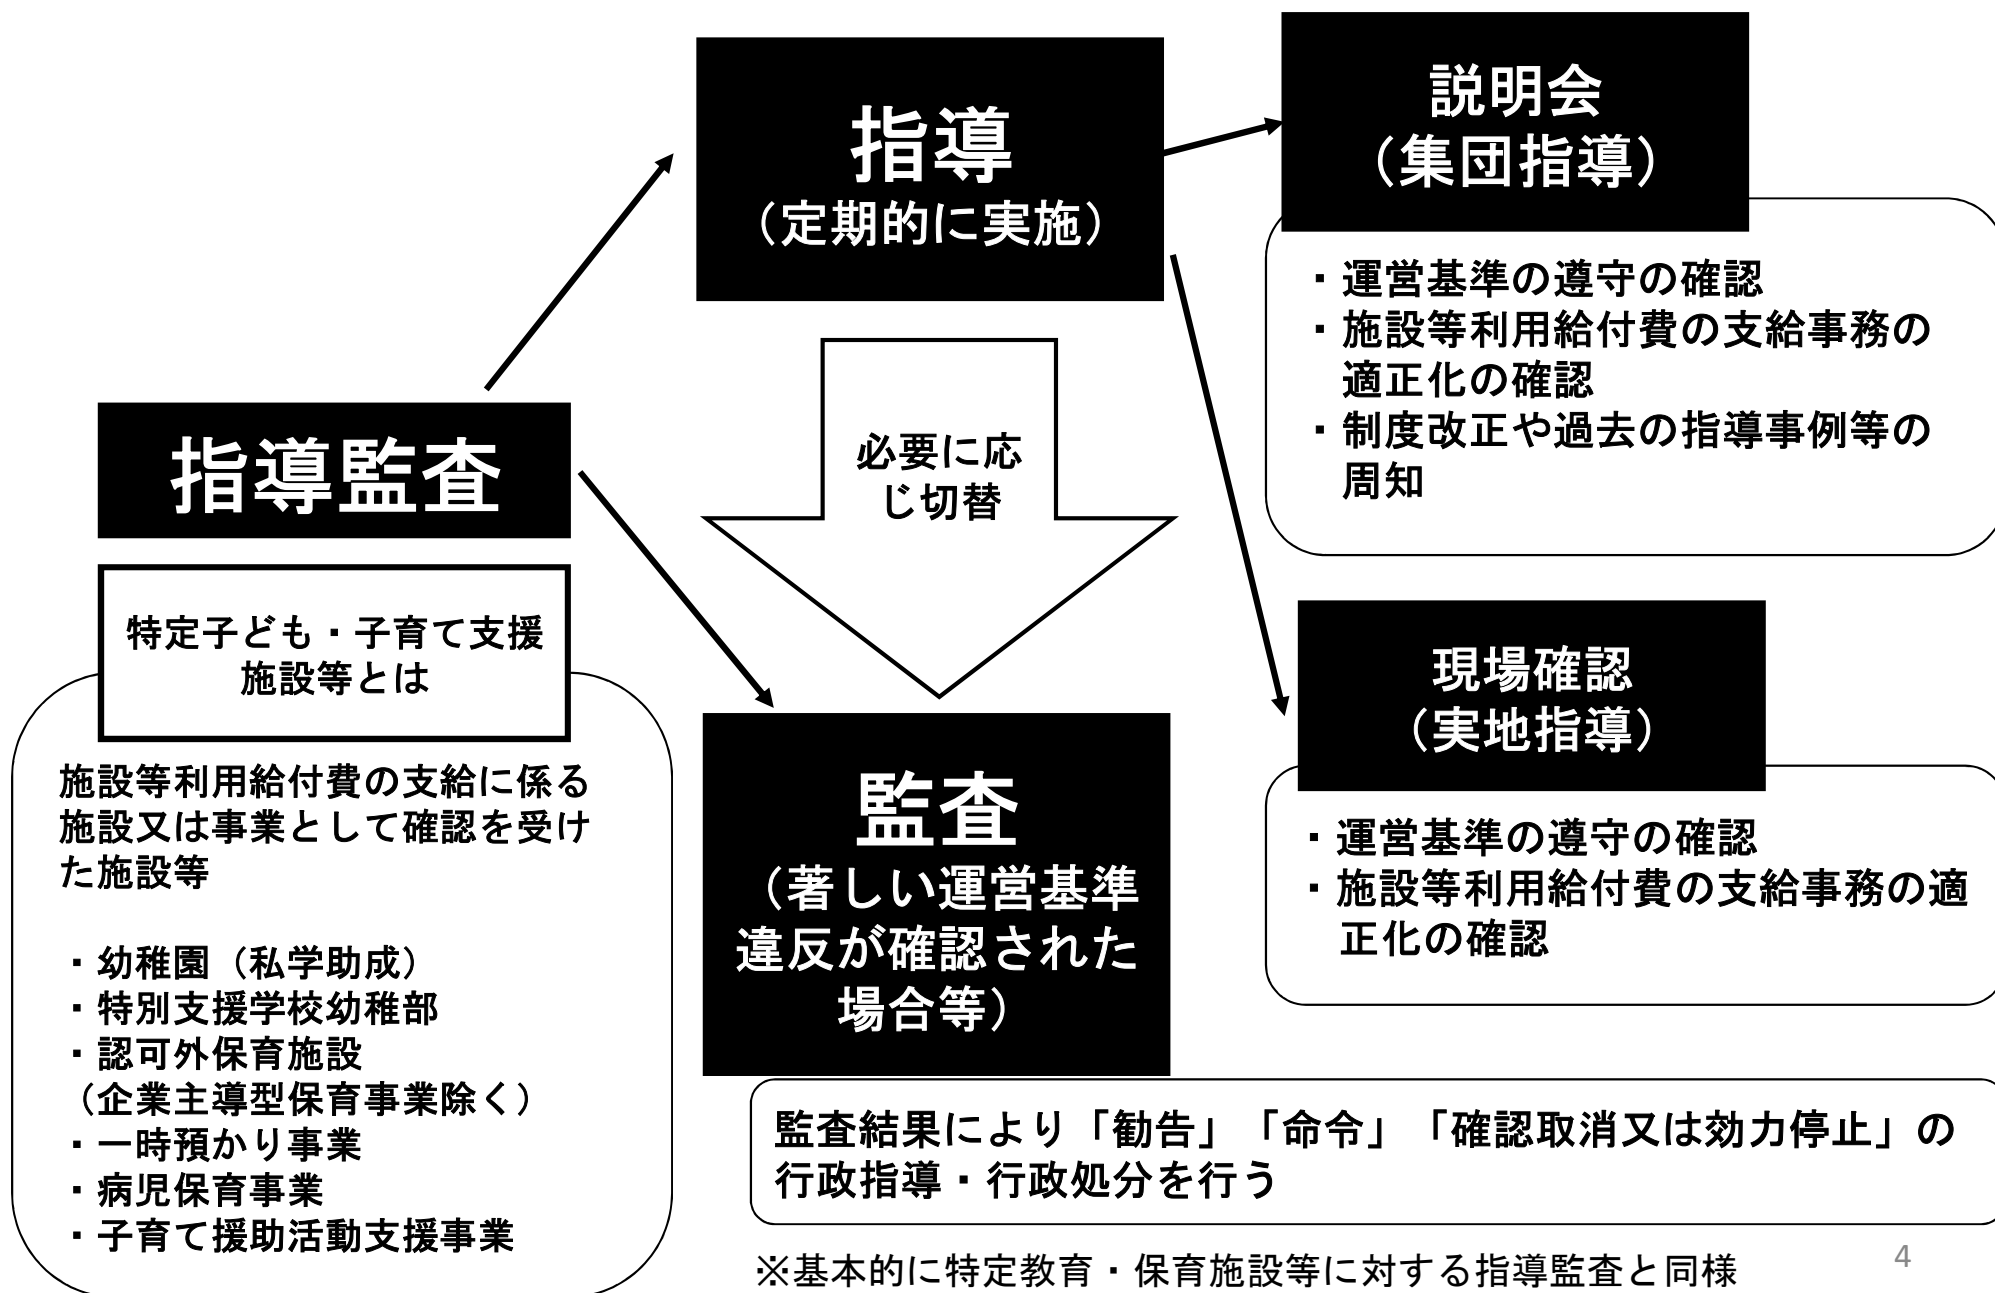 指導
（定期的に実施）
説明会
（集団指導）
・運営基準の遵守の確認
・施設等利用給付費の支給事務の
適正化の確認
・制度改正や過去の指導事例等の
周知
必要に応
じ切替
指導監査
特定子ども・子育て支援
施設等とは
施設等利用給付費の支給に係る
施設又は事業として確認を受け
た施設等
・幼稚園（私学助成）
・特別支援学校幼稚部
・認可外保育施設
（企業主導型保育事業除く）
・一時預かり事業
・病児保育事業
・子育て援助活動支援事業
現場確認
（実地指導）
・運営基準の遵守の確認
・施設等利用給付費の支給事務の適
正化の確認
監査
（著しい運営基準
違反が確認された
場合等）
監査結果により「勧告」「命令」「確認取消又は効力停止」の
行政指導・行政処分を行う
※基本的に特定教育・保育施設等に対する指導監査と同様
4